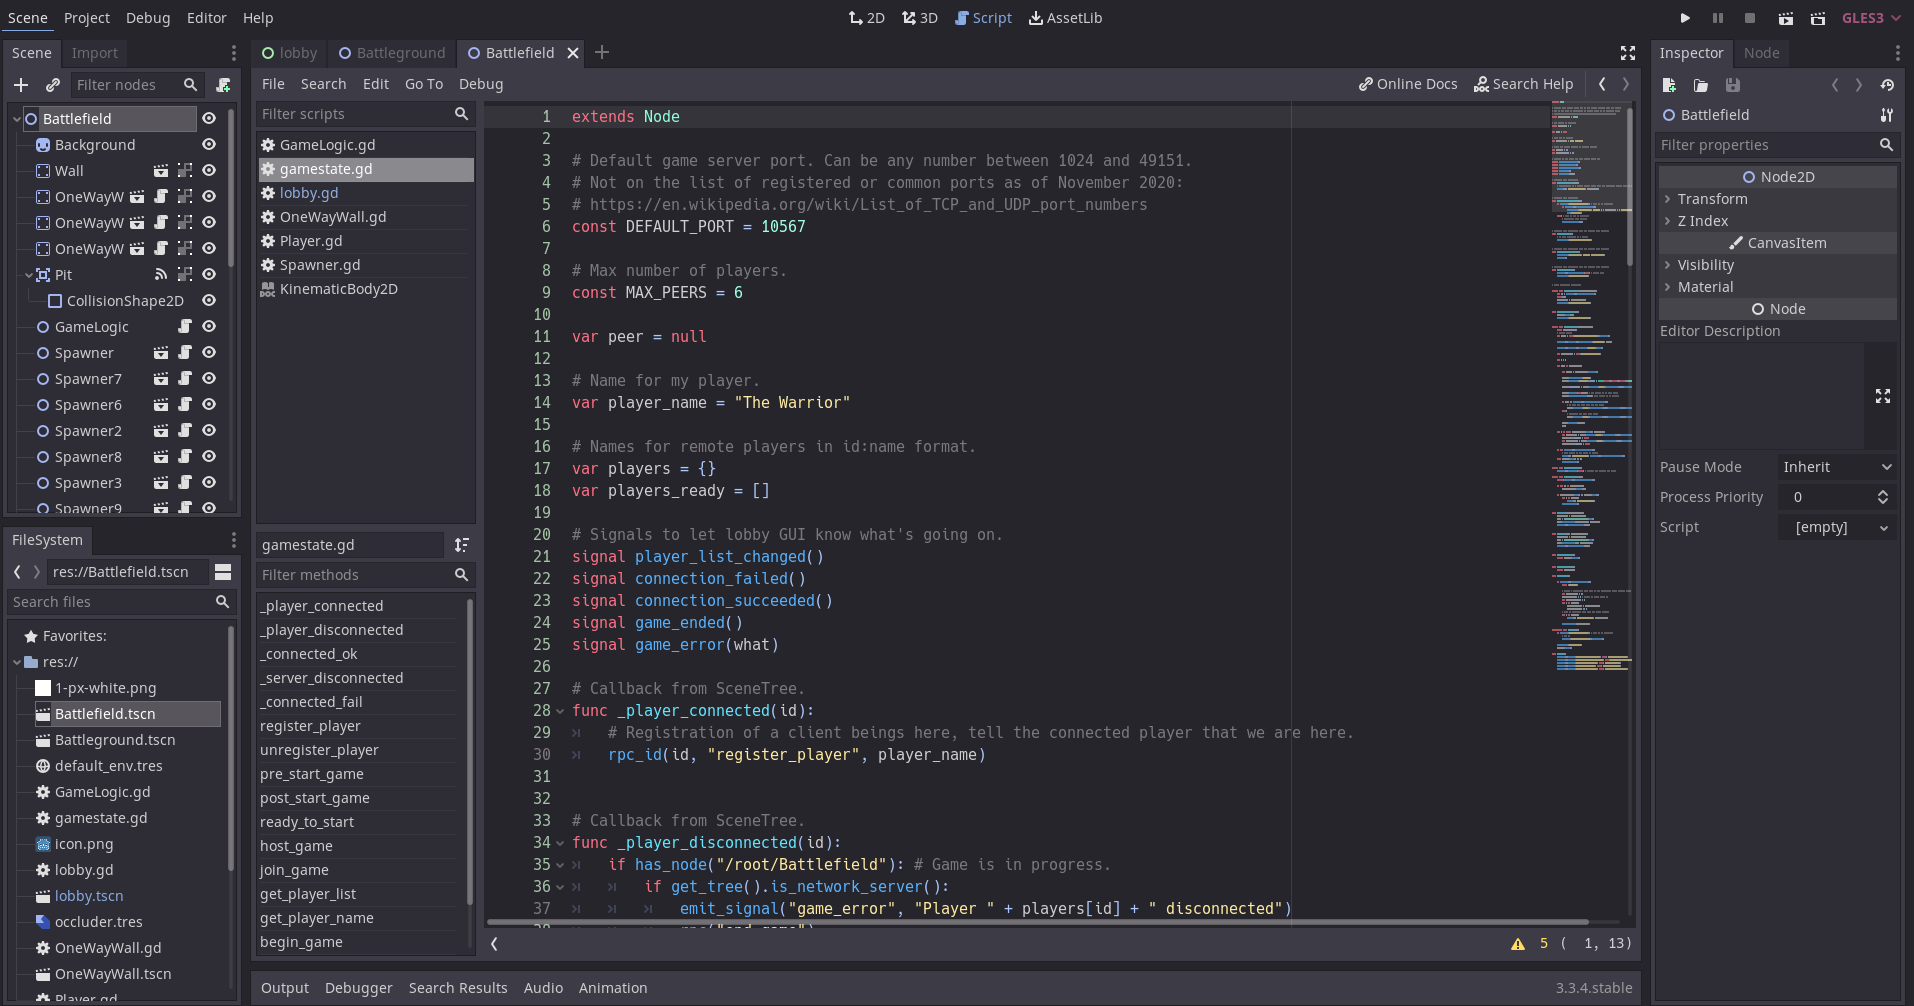 Scene Project Debug Editor Help
2D 3D Script AssetLib
GLES3
Scene Import
Filter nodes
Battlefield
Background
Wall
OneWayW
OneWayW
OneWayW
Pit
CollisionShape2D
GameLogic
Spawner
Spawner7
Spawner6
Spawner2
Spawner8
Spawner3
Spawner9
FileSystem
res://Battlefield.tscn
Search files
Favorites:
res://
1-px-white.png
Battlefield.tscn
Battleground.tscn
default_env.tres
GameLogic.gd
gamestate.gd
icon.png
lobby.gd
lobby.tscn
occluder.tres
OneWayWall.gd
OneWayWall.tscn
Player.gd
lobby Battleground Battlefield
File Search Edit Go To Debug
Online Docs Search Help
Filter scripts
GameLogic.gd
gamestate.gd
lobby.gd
OneWayWall.gd
Player.gd
Spawner.gd
KinematicBody2D
gamestate.gd
Filter methods
_player_connected
_player_disconnected
_connected_ok
_server_disconnected
_connected_fail
register_player
unregister_player
pre_start_game
post_start_game
ready_to_start
host_game
join_game
get_player_list
get_player_name
begin_game
1 extends Node
2
3 # Default game server port. Can be any number between 1024 and 49151.
4 # Not on the list of registered or common ports as of November 2020:
5 # https://en.wikipedia.org/wiki/List_of_TCP_and_UDP_port_numbers
6 const DEFAULT_PORT = 10567
7
8 # Max number of players.
9 const MAX_PEERS = 6
10
11 var peer = null
12
13 # Name for my player.
14 var player_name = "The Warrior"
15
16 # Names for remote players in id:name format.
17 var players = {}
18 var players_ready = []
19
20 # Signals to let lobby GUI know what's going on.
21 signal player_list_changed()
22 signal connection_failed()
23 signal connection_succeeded()
24 signal game_ended()
25 signal game_error(what)
26
27 # Callback from SceneTree.
28 func _player_connected(id):
29 # Registration of a client beings here, tell the connected player that we are here.
30 rpc_id(id, "register_player", player_name)
31
32
33 # Callback from SceneTree.
34 func _player_disconnected(id):
35 if has_node("/root/Battlefield"): # Game is in progress.
36 if get_tree().is_network_server():
37 emit_signal("game_error", "Player " + players[id] + " disconnected")
5 ( 1, 13)
Output Debugger Search Results Audio Animation
3.3.4.stable
Inspector Node
Battlefield
Filter properties
Node2D
Transform
Z Index
CanvasItem
Visibility
Material
Node
Editor Description
Pause Mode Inherit
Process Priority 0
Script [empty]